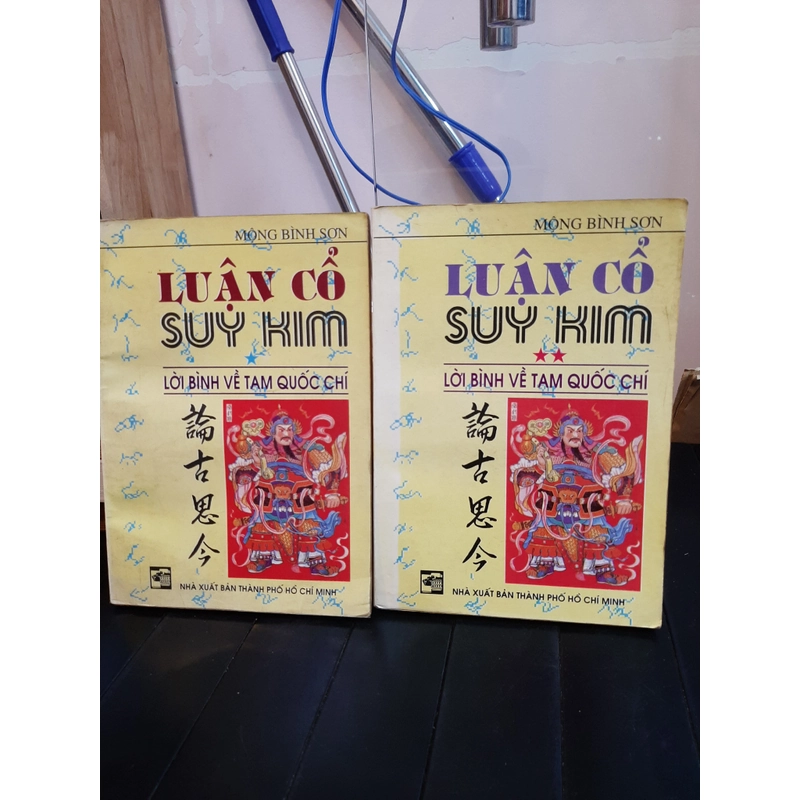 MỘNG BÌNH SƠN
LUẬN CỔ
SUY KIM
LỜI BÌNH VỀ TAM QUỐC CHÍ
論古思今
NHÀ XUẤT BẢN THÀNH PHỐ HỒ CHÍ MINH
MỘNG BÌNH SƠN
LUẬN CỔ
SUY KIM
LỜI BÌNH VỀ TAM QUỐC CHÍ
論古思今
NHÀ XUẤT BẢN THÀNH PHỐ HỒ CHÍ MINH